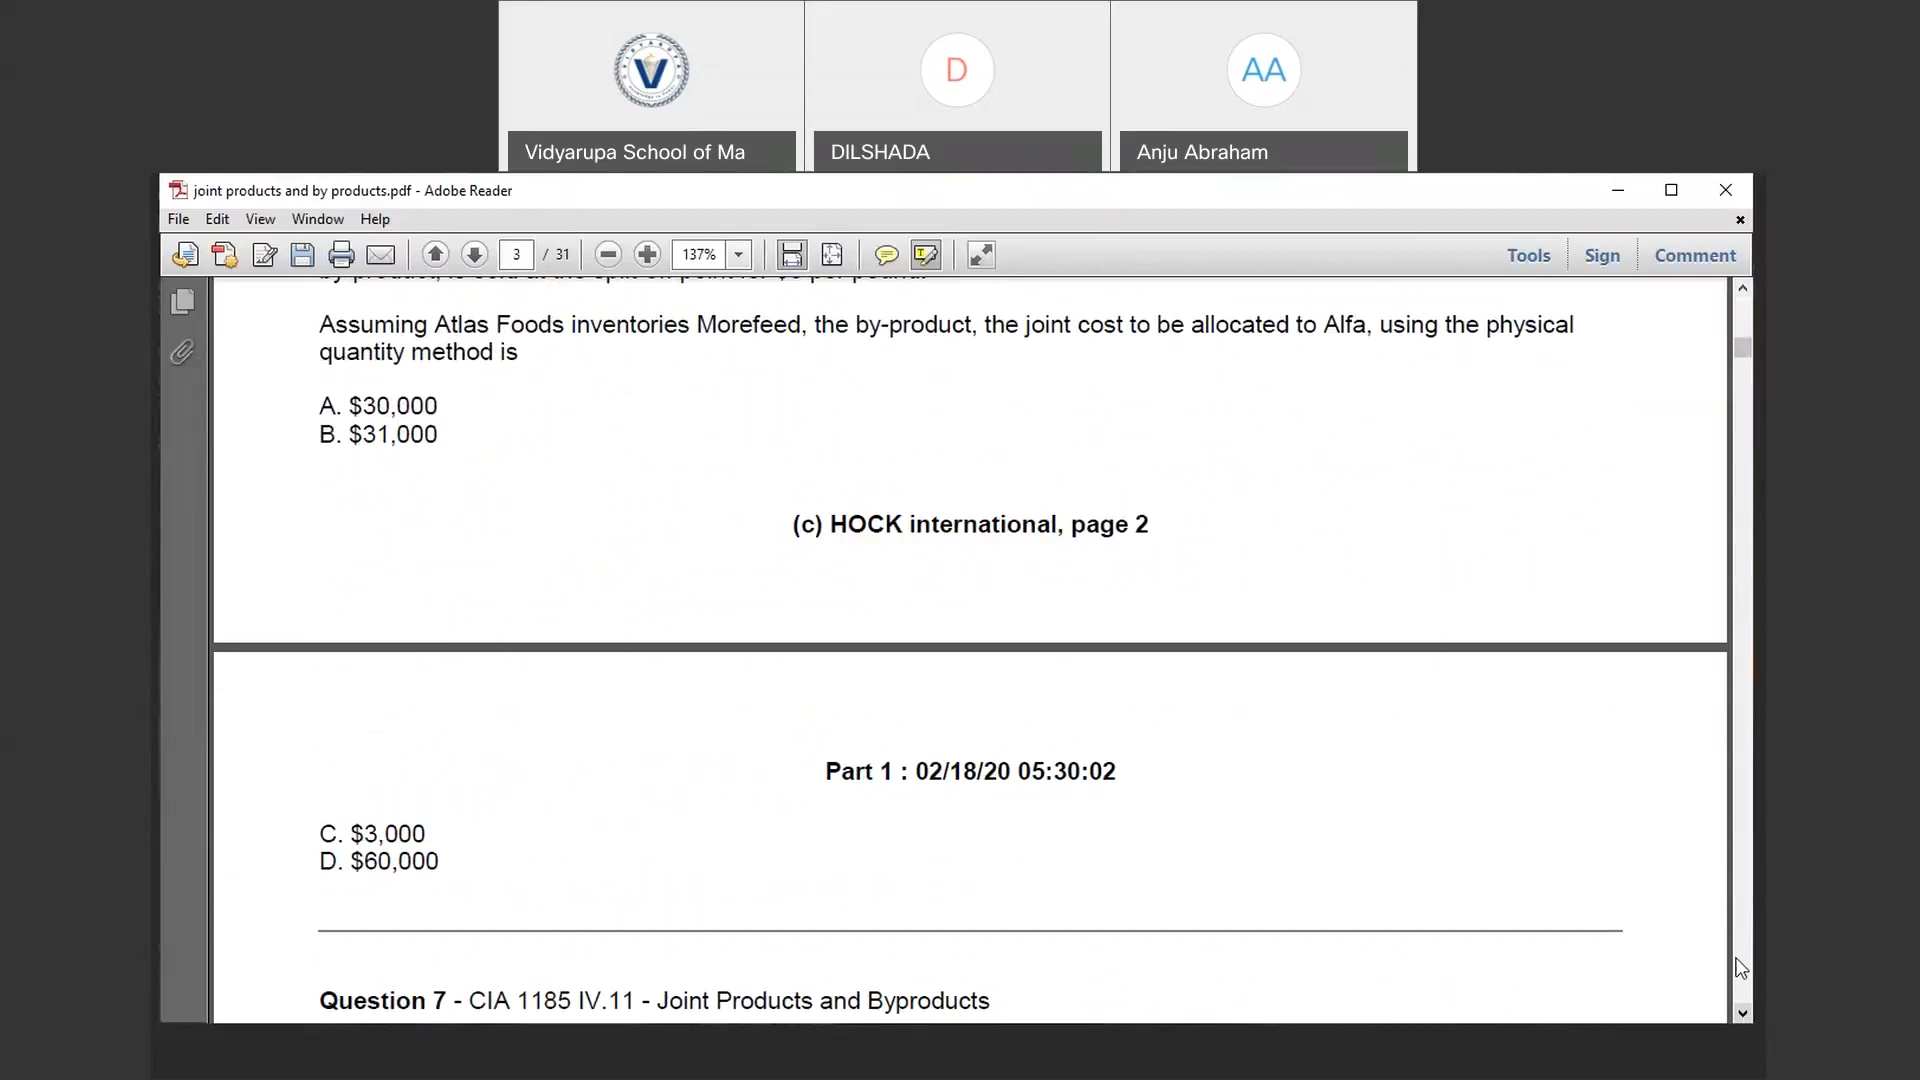 D
AA
Vidyarupa School of Ma
DILSHADA
Anju Abraham
joint products and by products.pdf - Adobe Reader
File Edit View Window Help
3 / 31 137% Tools Sign Comment
Assuming Atlas Foods inventories Morefeed, the by-product, the joint cost to be allocated to Alfa, using the physical
quantity method is
A. $30,000
B. $31,000
(c) HOCK international, page 2
Part 1 : 02/18/20 05:30:02
C. $3,000
D. $60,000
Question 7 - CIA 1185 IV.11 - Joint Products and Byproducts